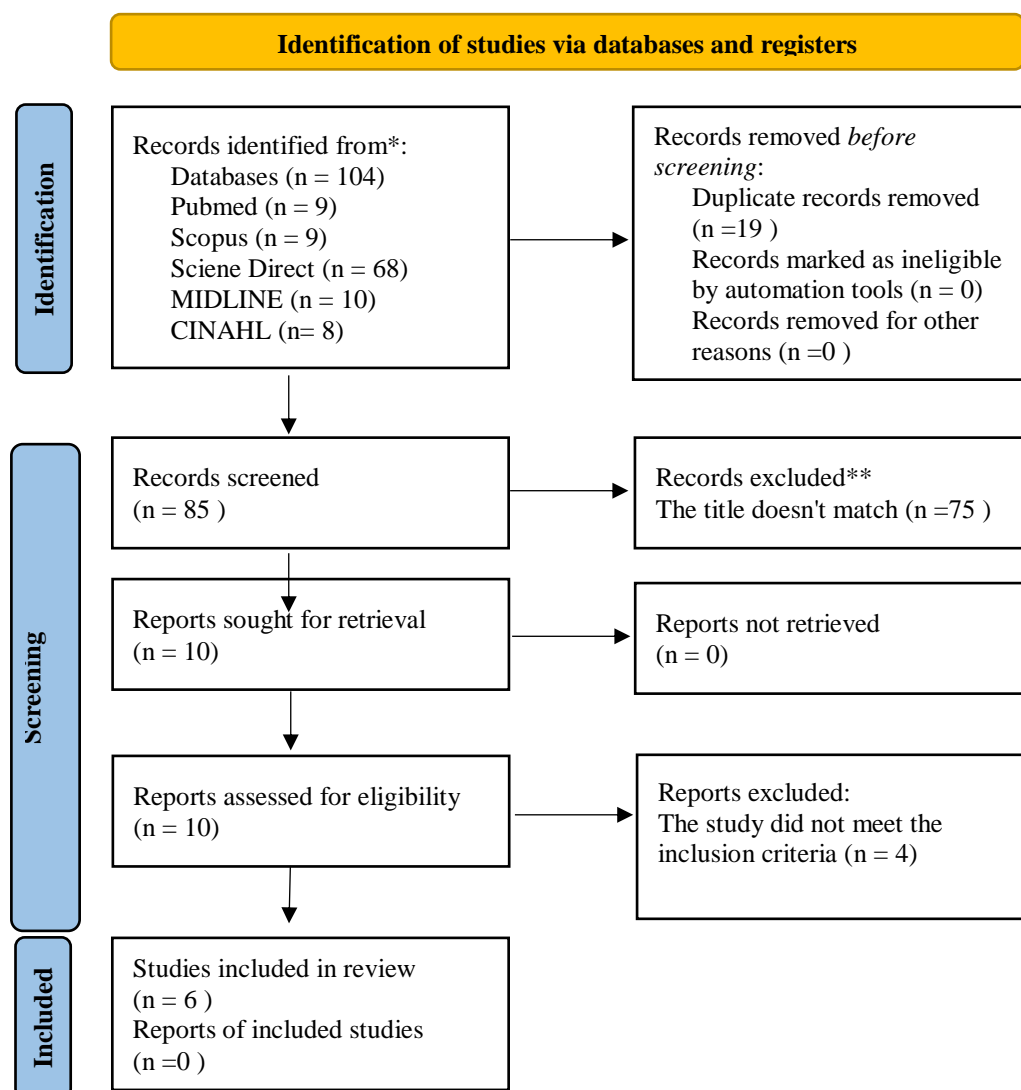 Identification of studies via databases and registers
Identification
Records identified from*:
Databases (n = 104)
Pubmed (n = 9)
Scopus (n = 9)
Sciene Direct (n = 68)
MIDLINE (n = 10)
CINAHL (n= 8)
Records removed before
screening:
Duplicate records removed
(n =19 )
Records marked as ineligible
by automation tools (n = 0)
Records removed for other
reasons (n =0 )
Screening
Records screened
(n = 85 )
Records excluded**
The title doesn't match (n =75 )
Reports sought for retrieval
(n = 10)
Reports not retrieved
(n = 0)
Reports assessed for eligibility
(n = 10)
Reports excluded:
The study did not meet the
inclusion criteria (n = 4)
Included
Studies included in review
(n = 6 )
Reports of included studies
(n =0 )